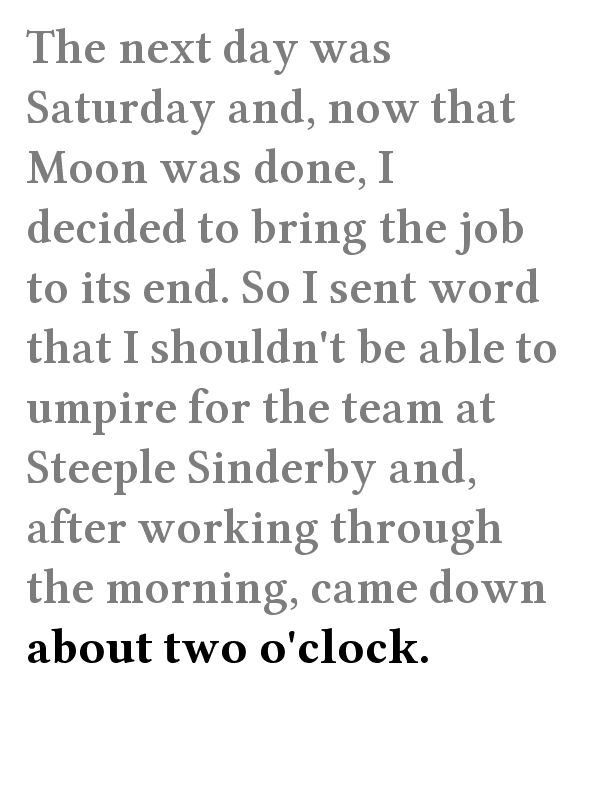 The next day was
Saturday and, now that
Moon was done, I
decided to bring the job
to its end. So I sent word
that I shouldn't be able to
umpire for the team at
Steeple Sinderby and,
after working through
the morning, came down
about two o'clock.